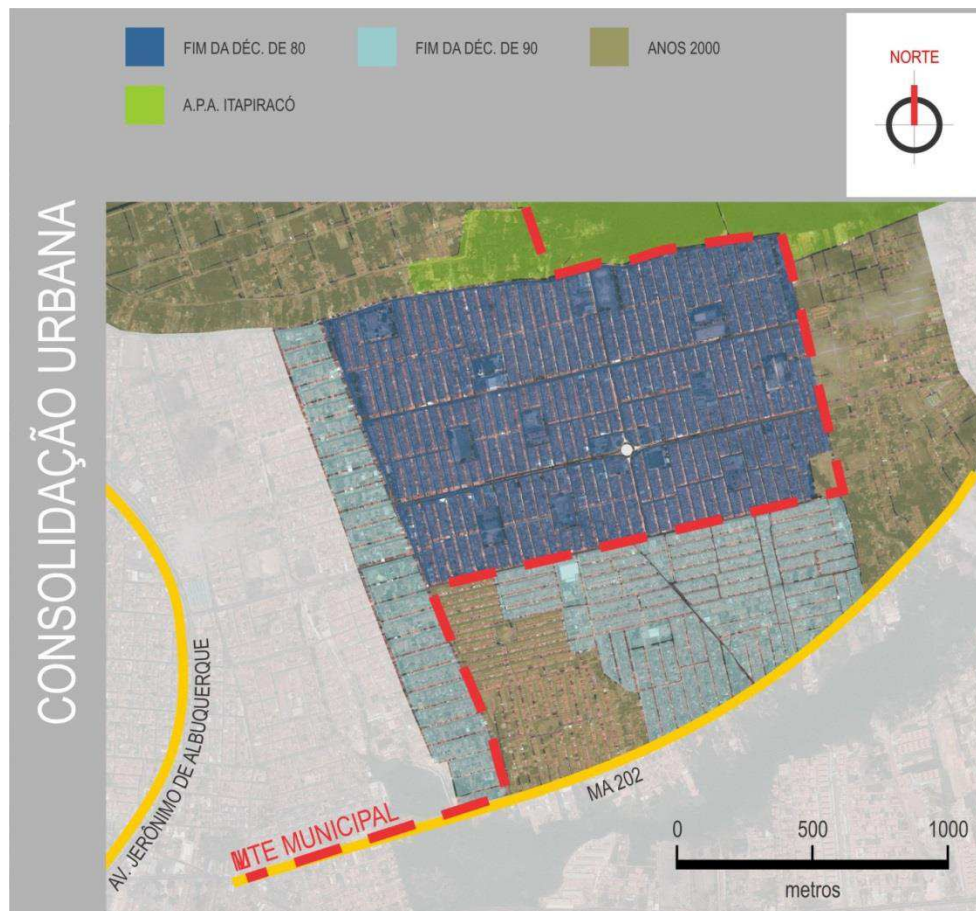 FIM DA DÉC. DE 80
FIM DA DÉC. DE 90
ANOS 2000
A.P.A. ITAPIRACÓ
NORTE
CONSOLIDAÇÃO URBANA
AV. JERÔNIMO DE ALBUQUERQUE
MUNICIPAL
MA 202
0 500 1000
metros